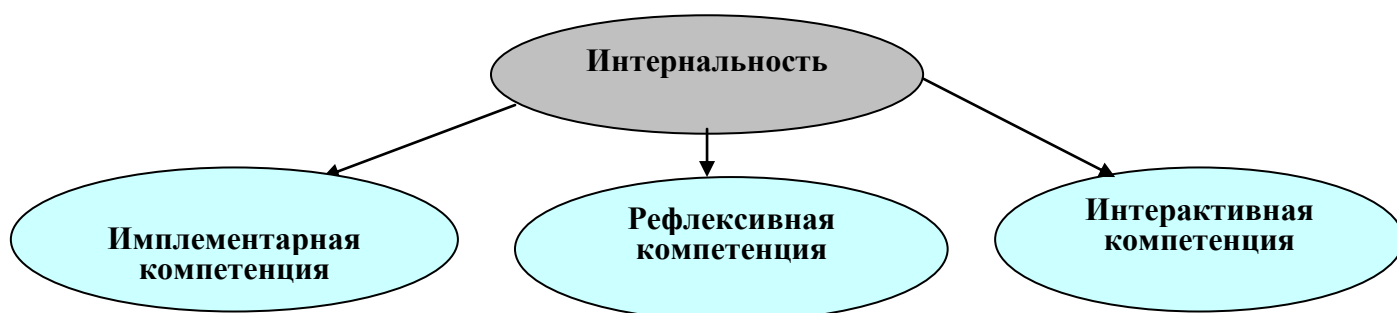 Интернальность
Имплементарная
компетенция
Рефлексивная
компетенция
Интерактивная
компетенция